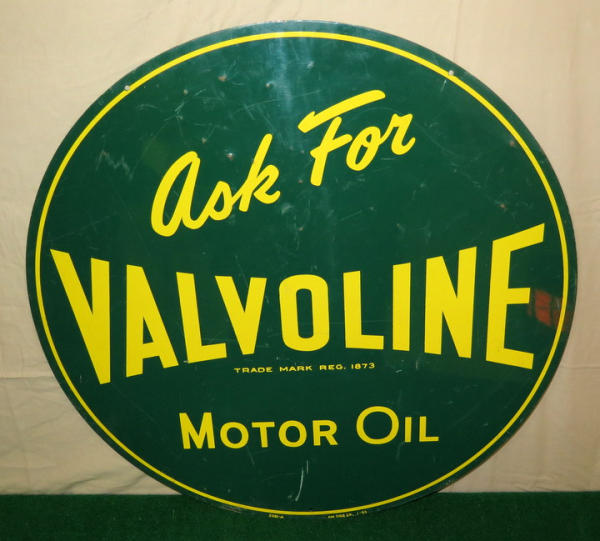 Ask For
VALVOLINE
TRADE MARK REG. 1873
MOTOR OIL